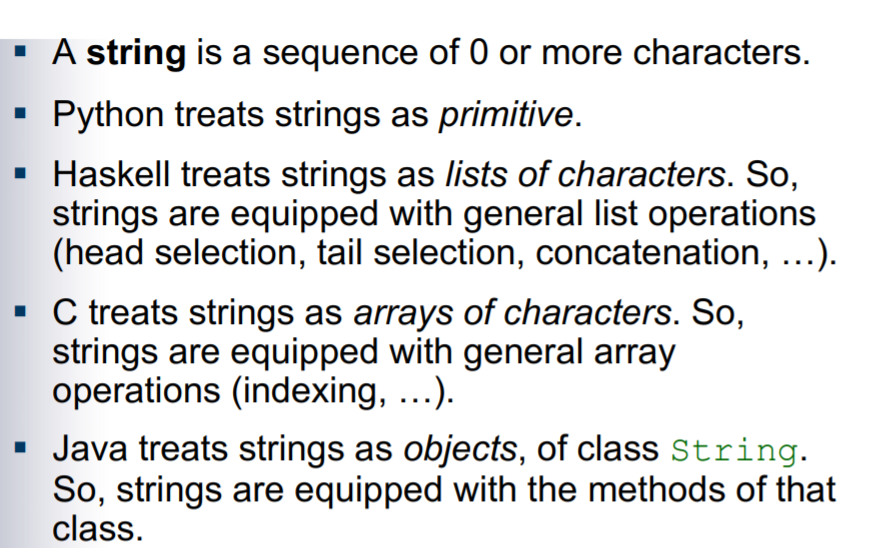 ▪ A string is a sequence of 0 or more characters.
▪ Python treats strings as primitive.
▪ Haskell treats strings as lists of characters. So,
strings are equipped with general list operations
(head selection, tail selection, concatenation, …).
▪ C treats strings as arrays of characters. So,
strings are equipped with general array
operations (indexing, …).
▪ Java treats strings as objects, of class String.
So, strings are equipped with the methods of that
class.